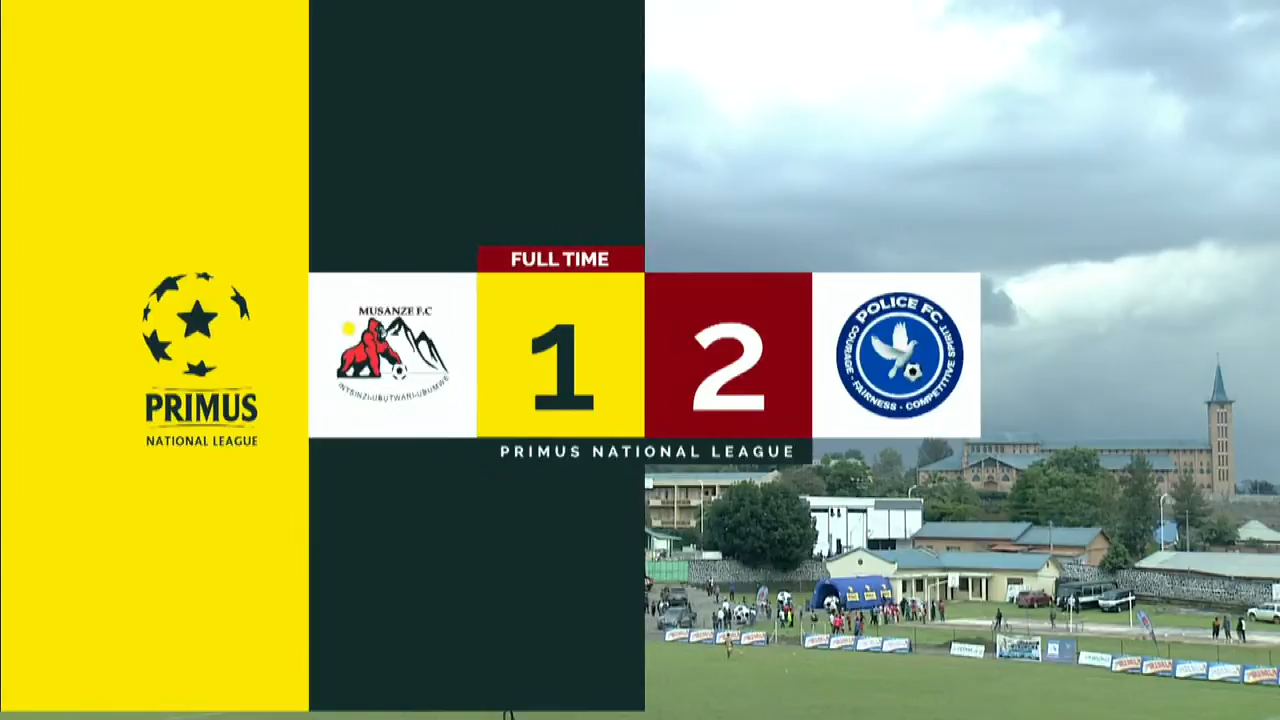 PRIMUS
NATIONAL LEAGUE
MUSANZE F.C
INTSINZI-UBUTWARI-UBUMWE
FULL TIME
1 2
POLICE FC
COURAGE - FAIRNESS - COMPETITIVE SPIRIT
PRIMUS NATIONAL LEAGUE
PRIMUS